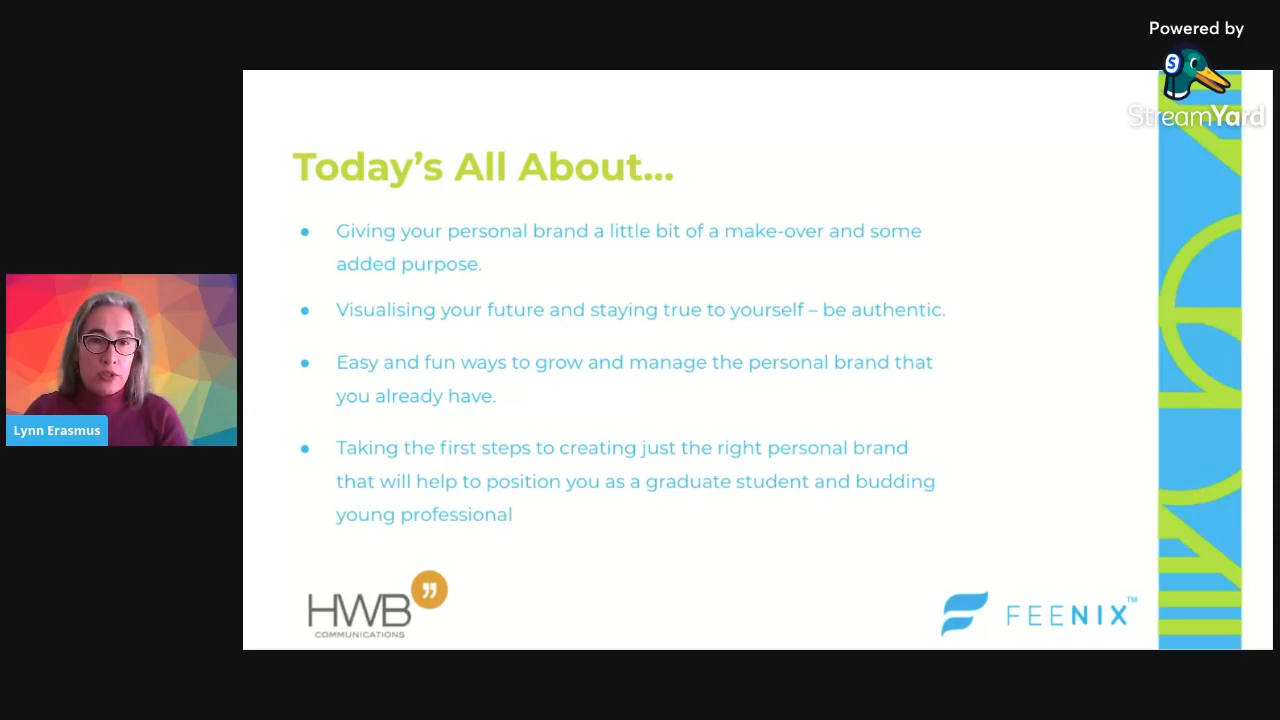 Powered by
StreamYard
Today's All About...
● Giving your personal brand a little bit of a make-over and some
added purpose.
● Visualising your future and staying true to yourself – be authentic.
● Easy and fun ways to grow and manage the personal brand that
you already have.
● Taking the first steps to creating just the right personal brand
that will help to position you as a graduate student and budding
young professional
Lynn Erasmus
HWB
COMMUNICATIONS
FEENIX™